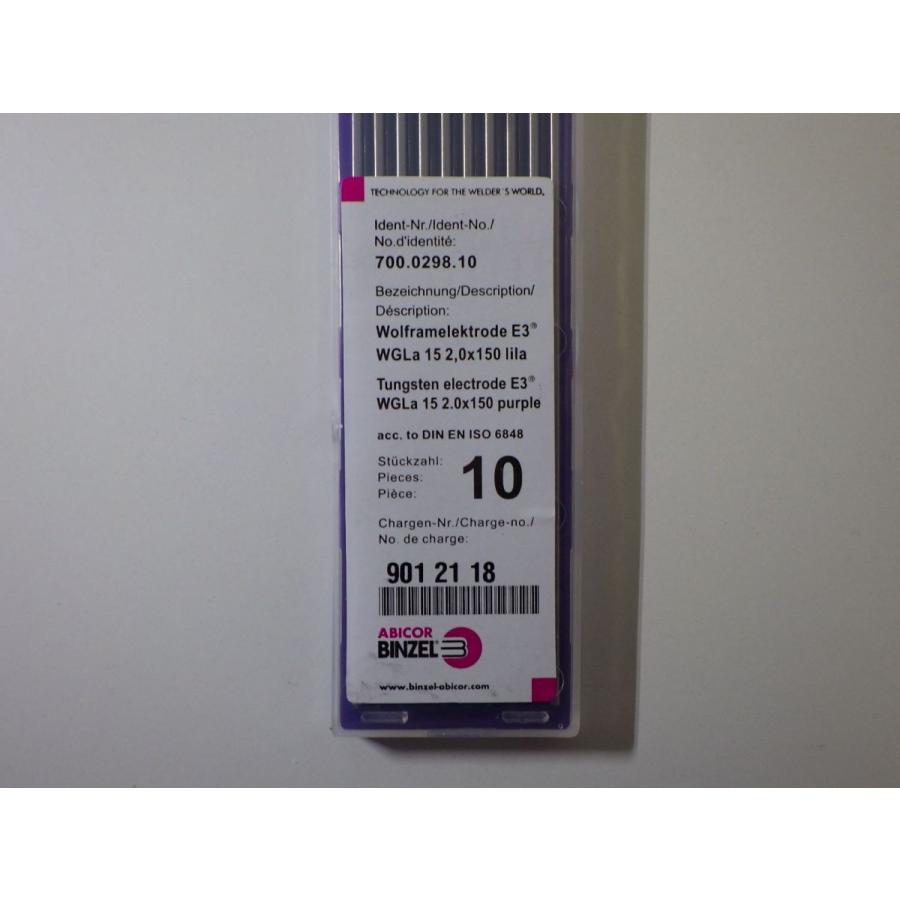 TECHNOLOGY FOR THE WELDER'S WORLD.
Ident-Nr./Ident-No./
No.d'identité:
700.0298.10
Bezeichnung/Description/
Déscription:
Wolframelektrode E3®
WGLa 15 2,0x150 lila
Tungsten electrode E3®
WGLa 15 2.0x150 purple
acc. to DIN EN ISO 6848
Stückzahl:
Pieces:
Pièce:
10
Chargen-Nr./Charge-no./
No. de charge:
901 21 18
ABICOR
BINZEL®
www.binzel-abicor.com